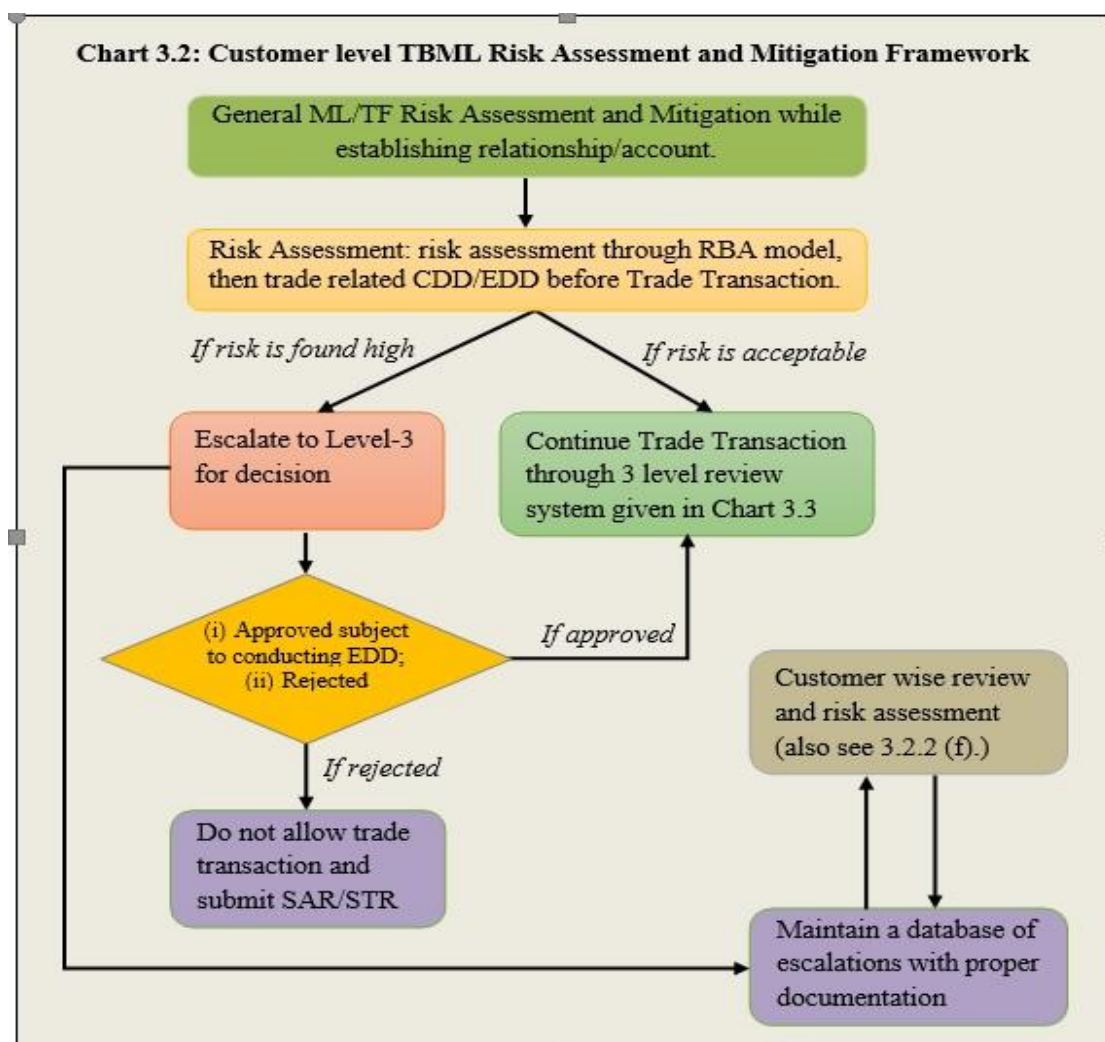 Chart 3.2: Customer level TBML Risk Assessment and Mitigation Framework
General ML/TF Risk Assessment and Mitigation while
establishing relationship/account.
Risk Assessment: risk assessment through RBA model,
then trade related CDD/EDD before Trade Transaction.
If risk is found high
If risk is acceptable
Escalate to Level-3
for decision
Continue Trade Transaction
through 3 level review
system given in Chart 3.3
(i) Approved subject
to conducting EDD;
(ii) Rejected
If approved
If rejected
Do not allow trade
transaction and
submit SAR/STR
Customer wise review
and risk assessment
(also see 3.2.2 (f).)
Maintain a database of
escalations with proper
documentation